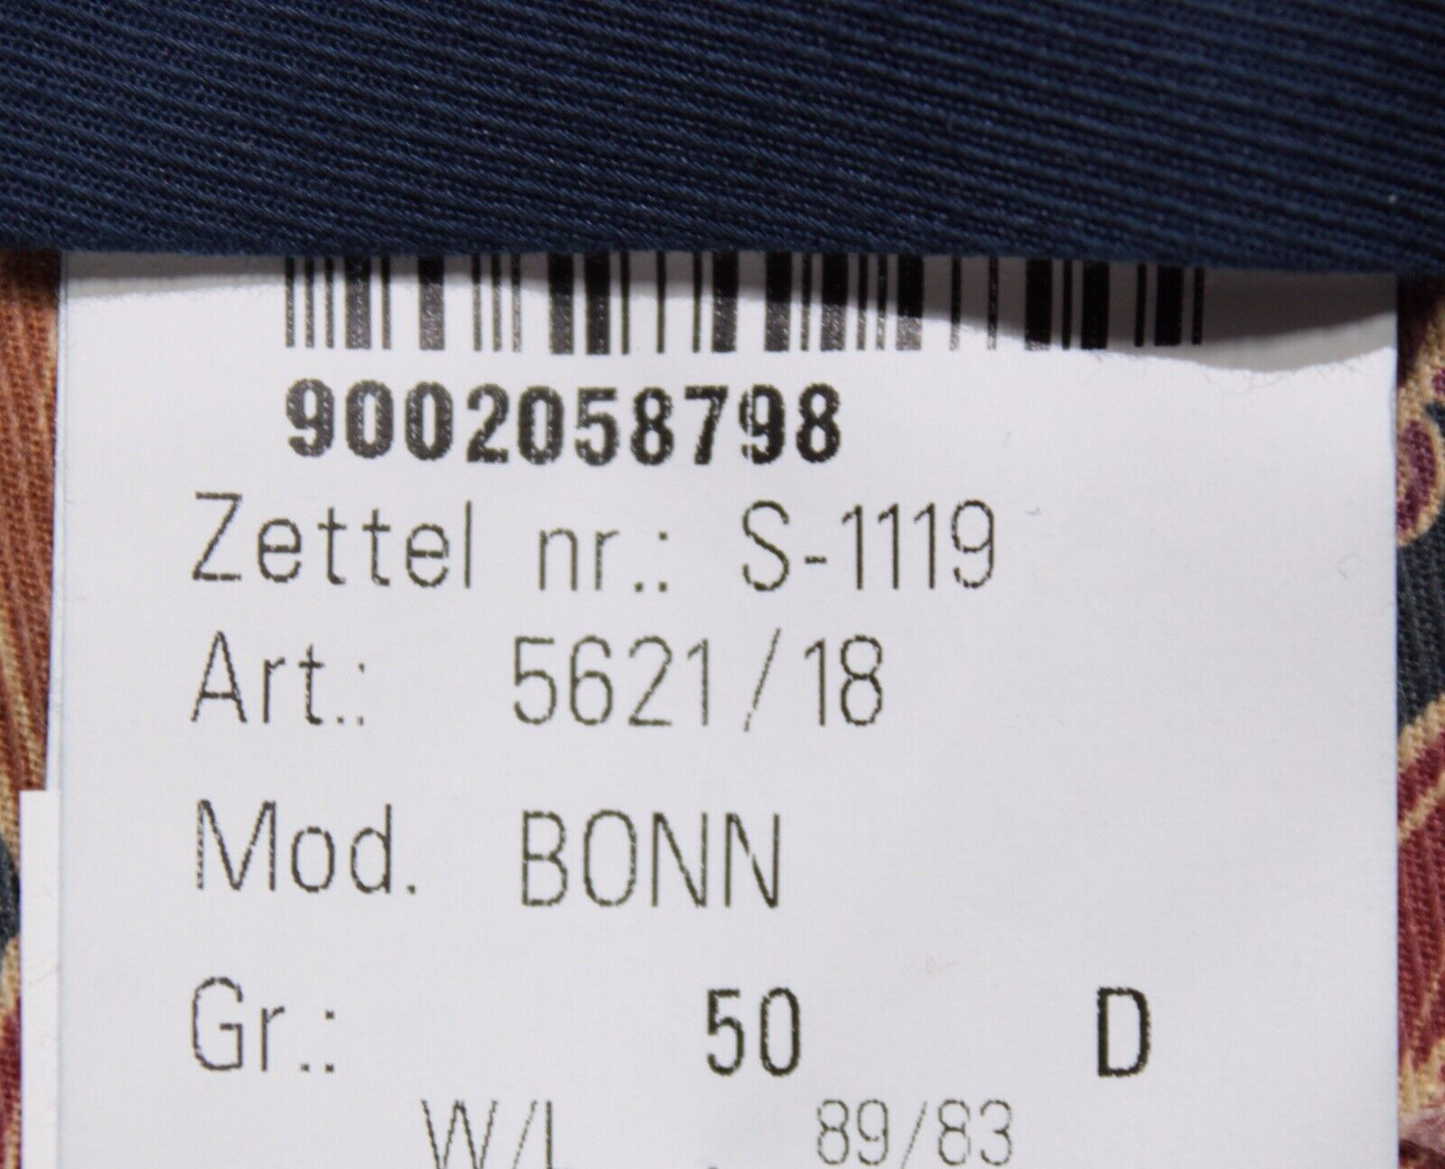 9002058798
Zettel nr.: S-1119
Art.: 5621/18
Mod. BONN
Gr.: 50 D
W/L 89/83